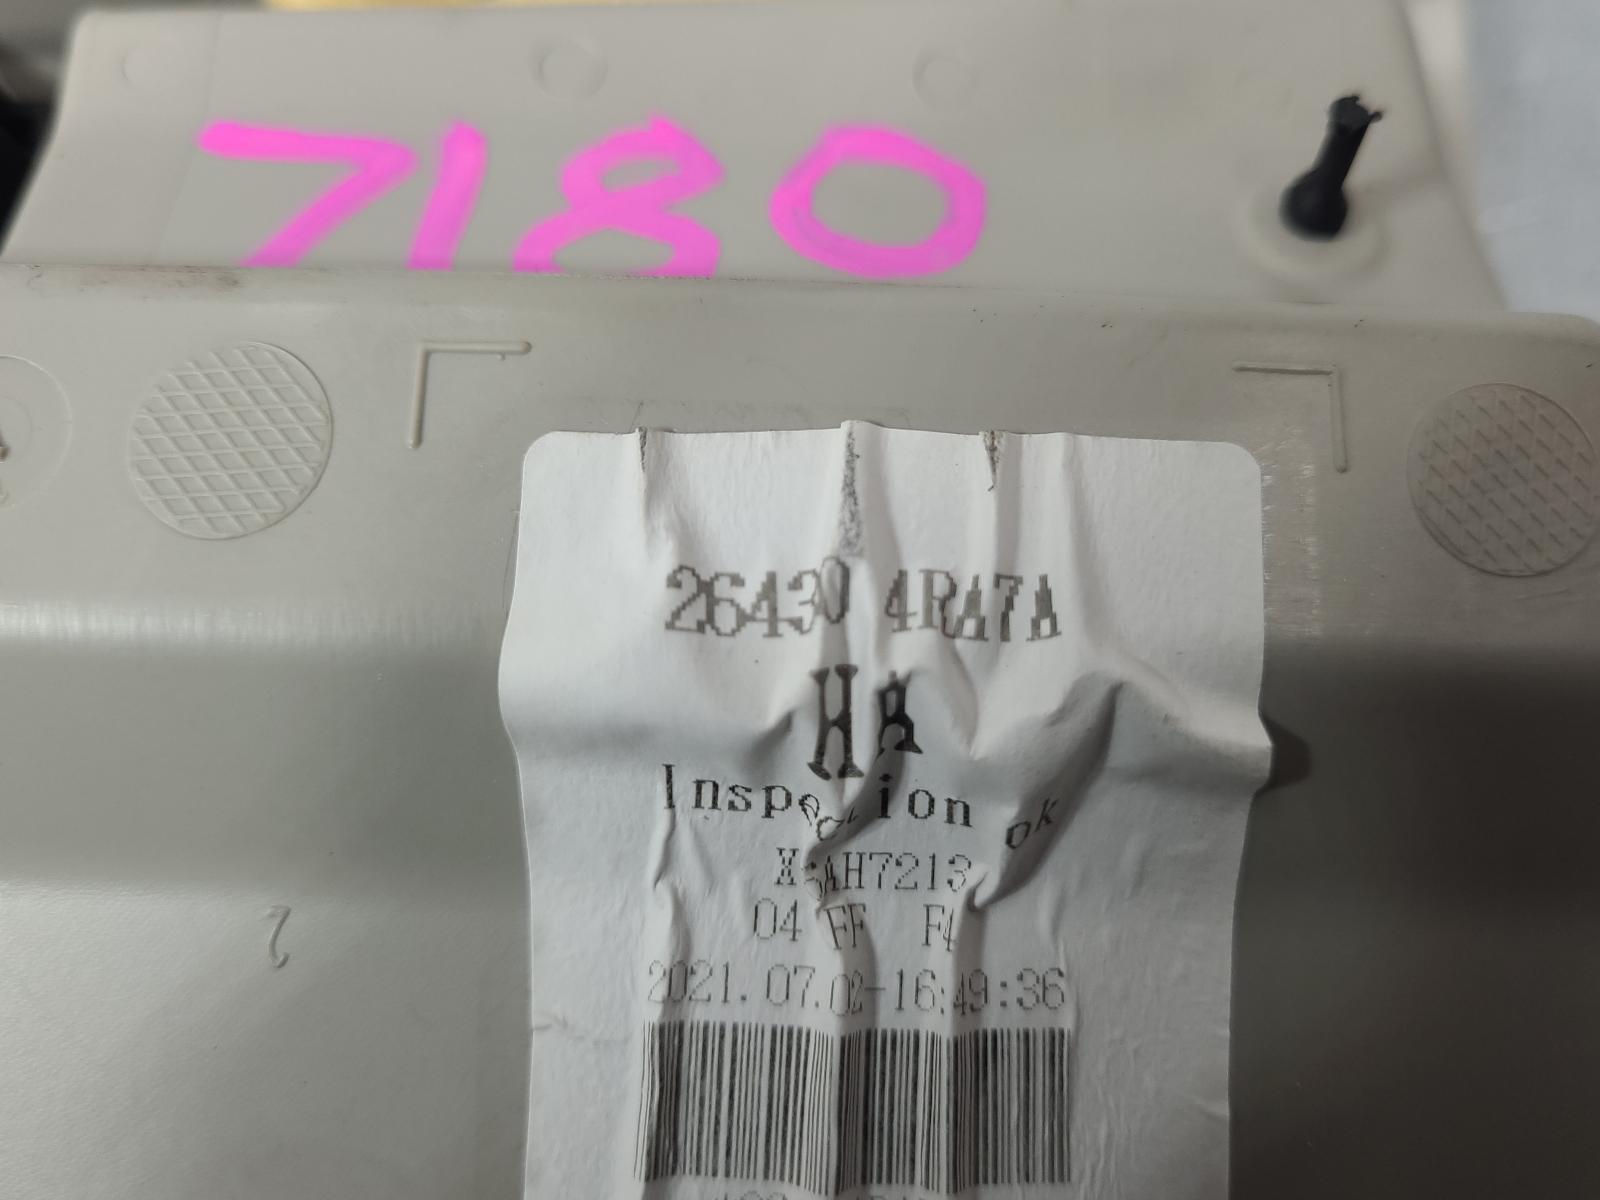 7180
26430 4RA7A
HA
Inspection ok
04 FF F4
2021.07.02-16:49:36